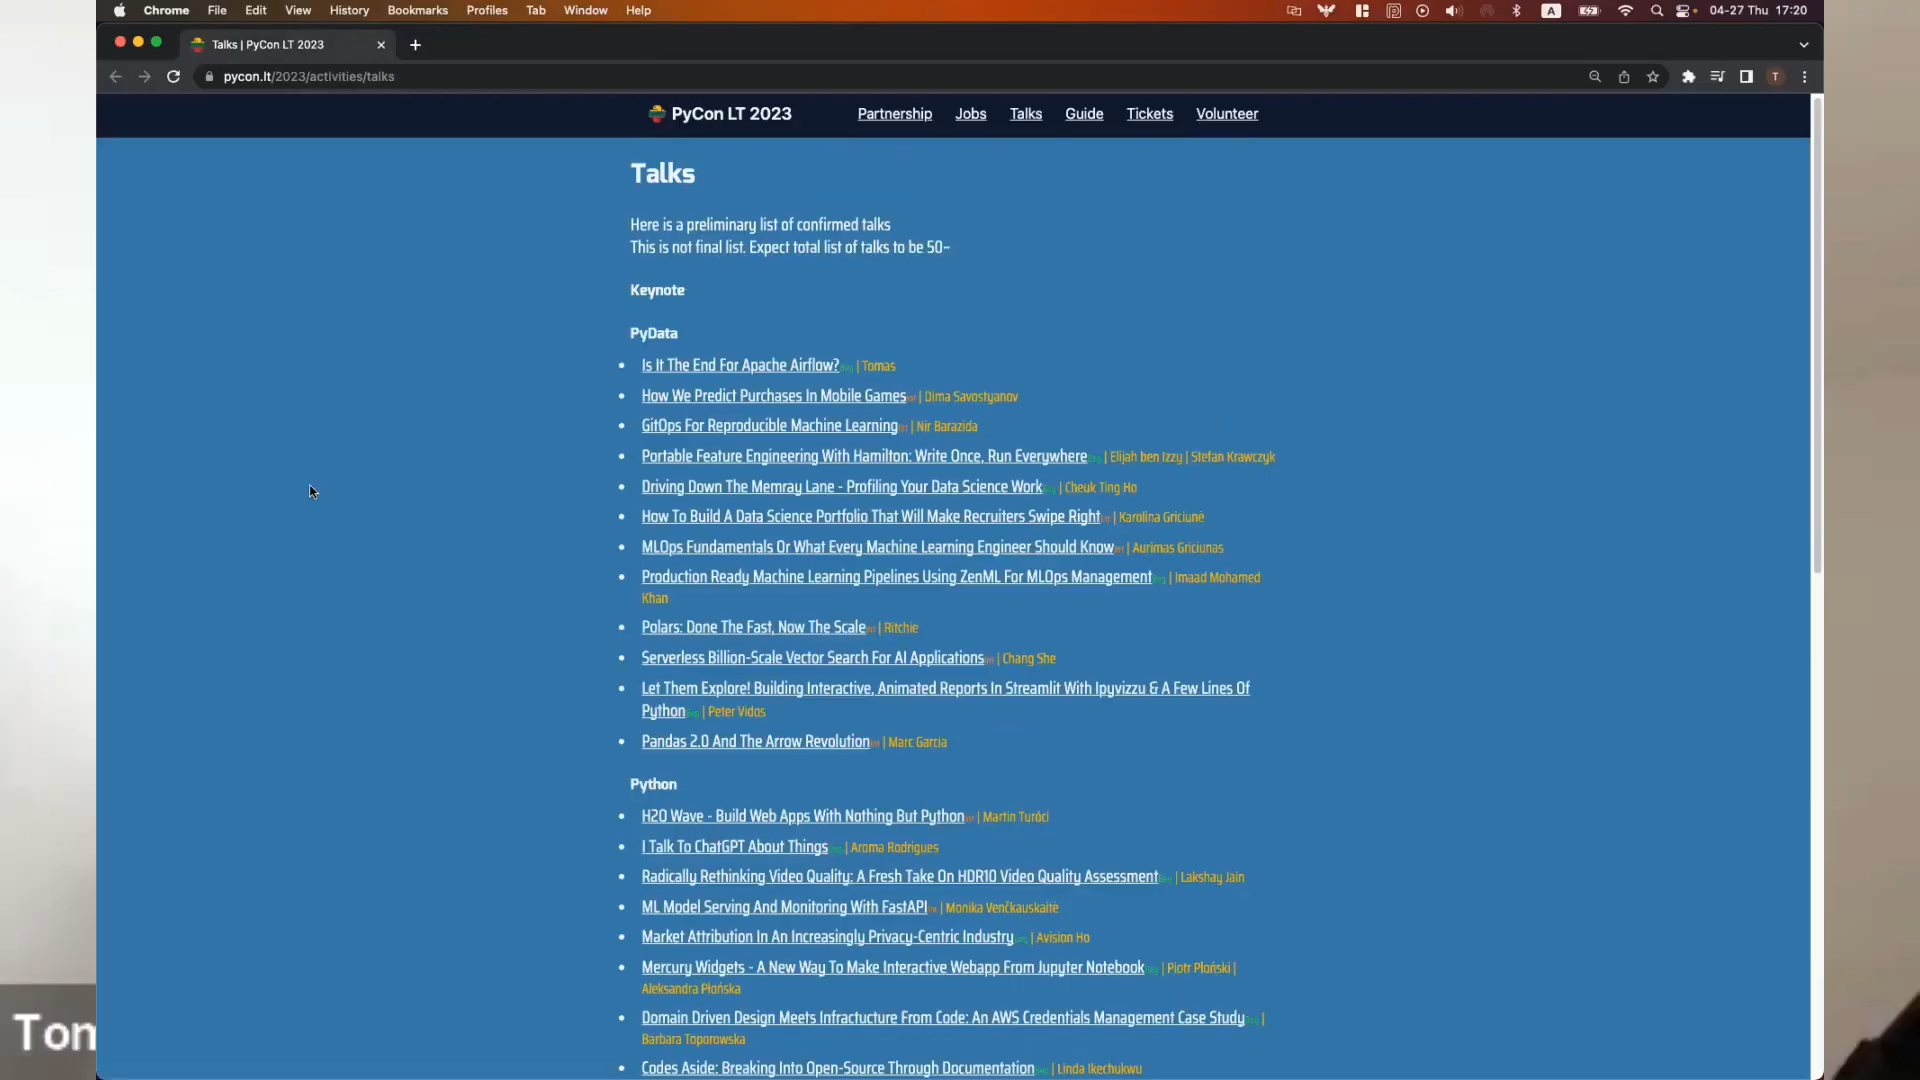 Chrome File Edit View History Bookmarks Profiles Tab Window Help A 04-27 Thu 17:20
Talks | PyCon LT 2023
pycon.lt/2023/activities/talks T
PyCon LT 2023 Partnership Jobs Talks Guide Tickets Volunteer
Talks
Here is a preliminary list of confirmed talks
This is not final list. Expect total list of talks to be 50~
Keynote
PyData
Is It The End For Apache Airflow? | Tomas
How We Predict Purchases In Mobile Games | Dima Savostyanov
GitOps For Reproducible Machine Learning | Nir Barazida
Portable Feature Engineering With Hamilton: Write Once, Run Everywhere | Elijah ben Izzy | Stefan Krawczyk
Driving Down The Memray Lane - Profiling Your Data Science Work | Cheuk Ting Ho
How To Build A Data Science Portfolio That Will Make Recruiters Swipe Right | Karolina Griciunė
MLOps Fundamentals Or What Every Machine Learning Engineer Should Know | Aurimas Griciunas
Production Ready Machine Learning Pipelines Using ZenML For MLOps Management | Imaad Mohamed
Khan
Polars: Done The Fast, Now The Scale | Ritchie
Serverless Billion-Scale Vector Search For AI Applications | Chang She
Let Them Explore! Building Interactive, Animated Reports In Streamlit With Ipyvizzu & A Few Lines Of
Python | Peter Vidos
Pandas 2.0 And The Arrow Revolution | Marc Garcia
Python
H2O Wave - Build Web Apps With Nothing But Python | Martin Turóci
I Talk To ChatGPT About Things | Aroma Rodrigues
Radically Rethinking Video Quality: A Fresh Take On HDR10 Video Quality Assessment | Lakshay Jain
ML Model Serving And Monitoring With FastAPI | Monika Venčkauskaitė
Market Attribution In An Increasingly Privacy-Centric Industry | Avision Ho
Mercury Widgets - A New Way To Make Interactive Webapp From Jupyter Notebook | Piotr Płoński |
Aleksandra Płońska
Domain Driven Design Meets Infractucture From Code: An AWS Credentials Management Case Study |
Barbara Toporowska
Codes Aside: Breaking Into Open-Source Through Documentation | Linda Ikechukwu
Tom